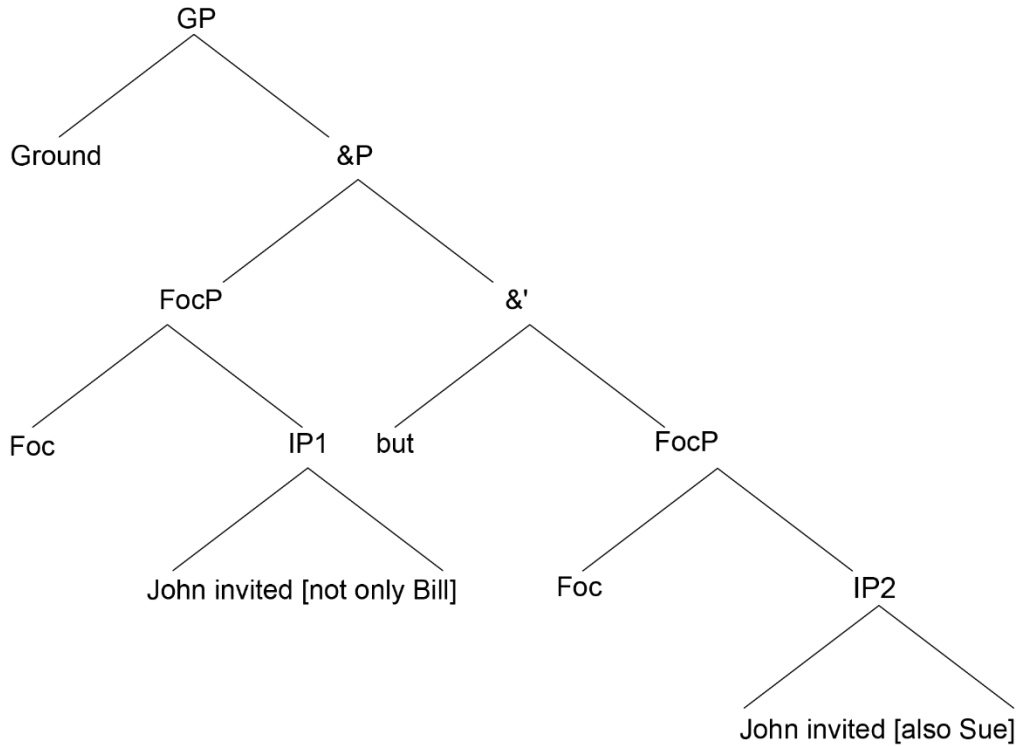 GP
Ground
&P
FocP
&'
Foc
IP1
but
FocP
John invited [not only Bill]
Foc
IP2
John invited [also Sue]